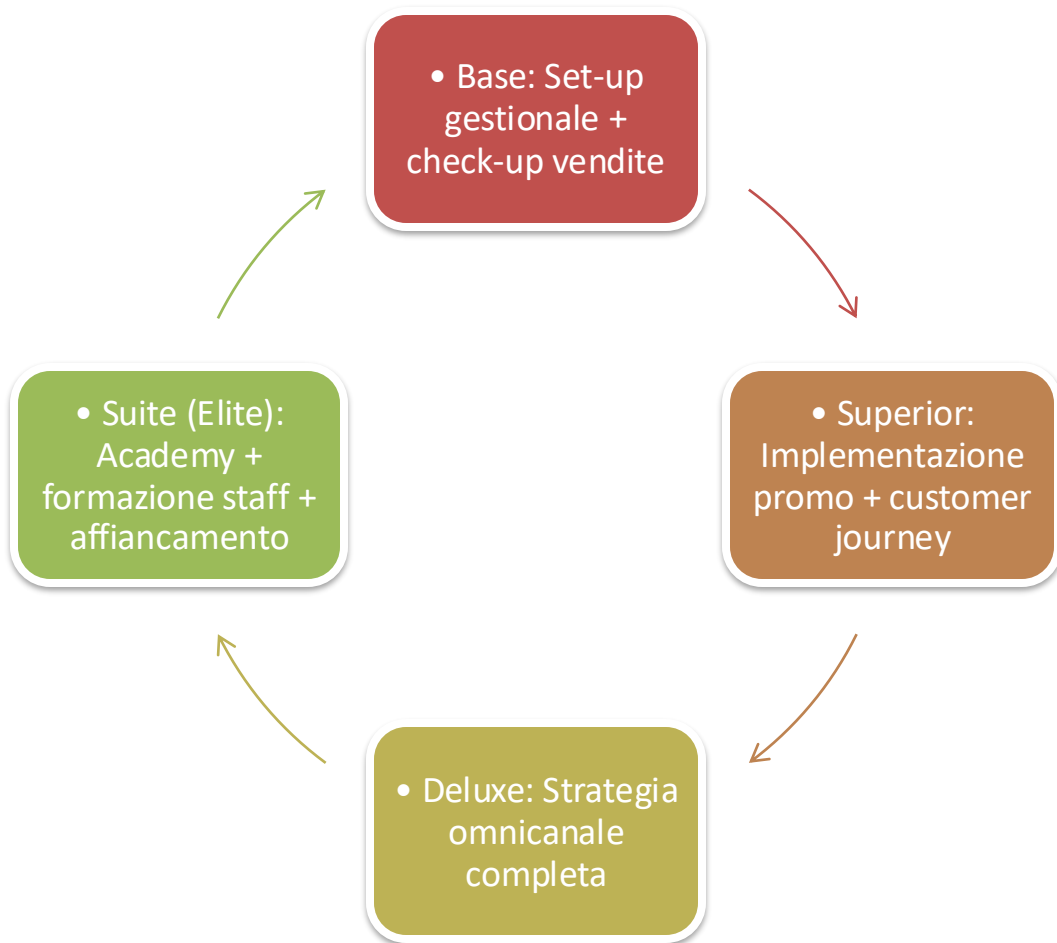 • Base: Set-up
gestionale +
check-up vendite
• Superior:
Implementazione
promo + customer
journey
• Deluxe: Strategia
omnicanale
completa
• Suite (Elite):
Academy +
formazione staff +
affiancamento